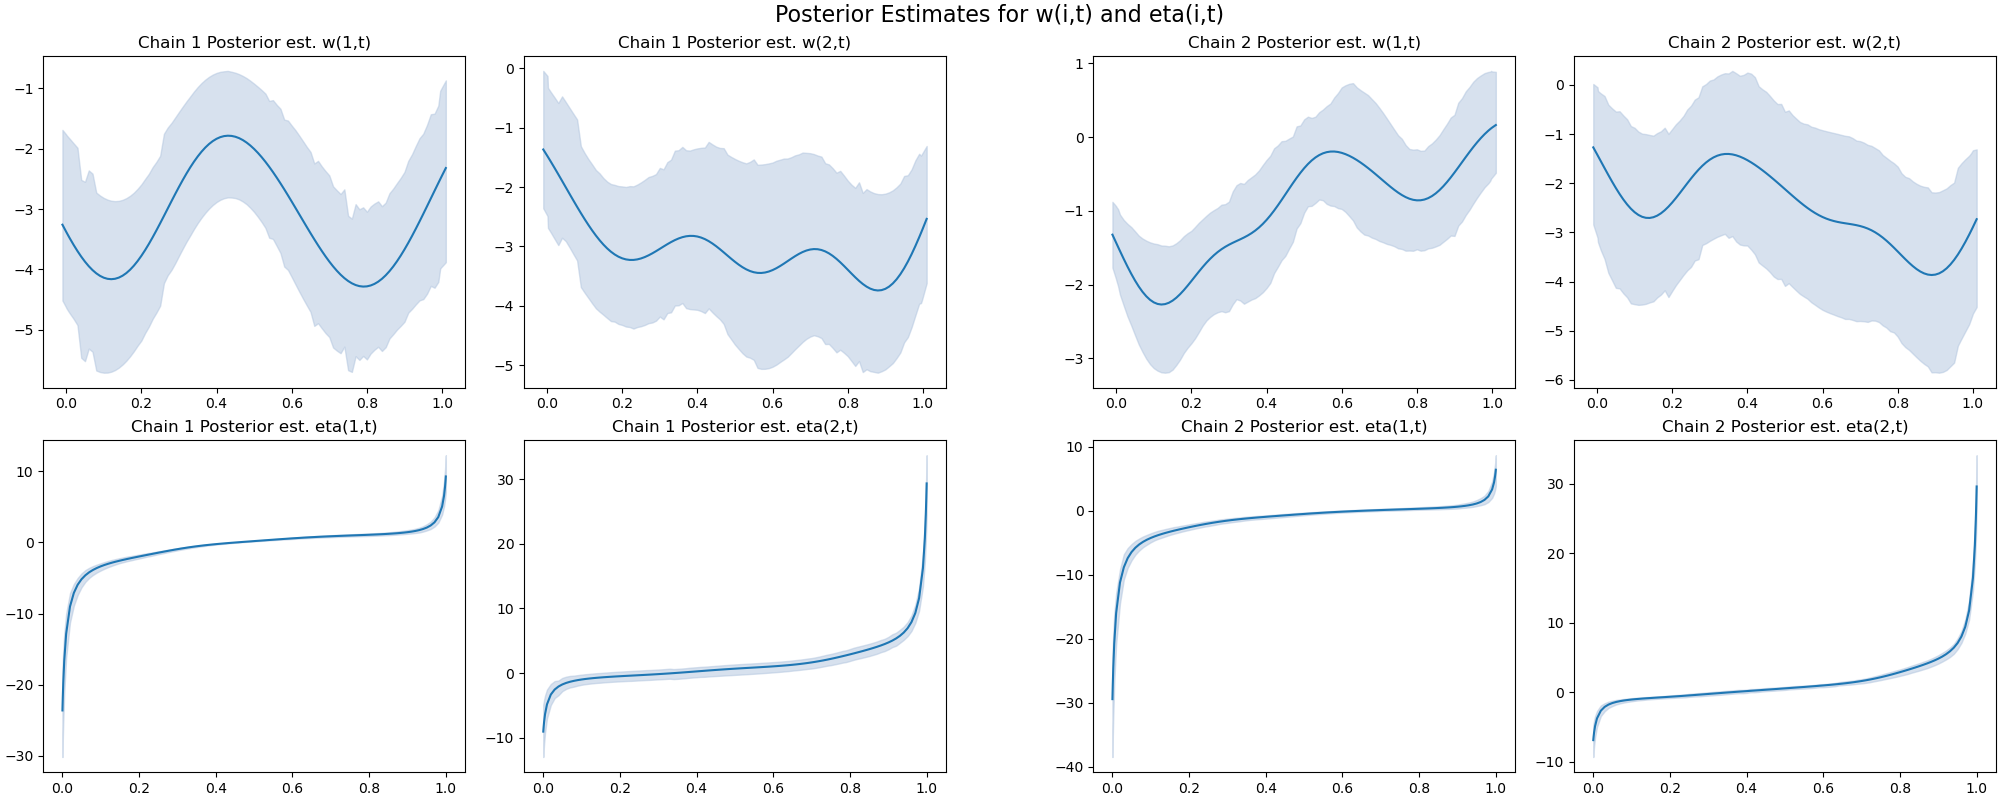 Posterior Estimates for w(i,t) and eta(i,t)
Chain 1 Posterior est. w(1,t)
−1
−2
−3
−4
−5
0.0 0.2 0.4 0.6 0.8 1.0
Chain 1 Posterior est. w(2,t)
0
−1
−2
−3
−4
−5
0.0 0.2 0.4 0.6 0.8 1.0
Chain 2 Posterior est. w(1,t)
1
0
−1
−2
−3
0.0 0.2 0.4 0.6 0.8 1.0
Chain 2 Posterior est. w(2,t)
0
−1
−2
−3
−4
−5
−6
0.0 0.2 0.4 0.6 0.8 1.0
Chain 1 Posterior est. eta(1,t)
10
0
−10
−20
−30
0.0 0.2 0.4 0.6 0.8 1.0
Chain 1 Posterior est. eta(2,t)
30
20
10
0
−10
0.0 0.2 0.4 0.6 0.8 1.0
Chain 2 Posterior est. eta(1,t)
10
0
−10
−20
−30
−40
0.0 0.2 0.4 0.6 0.8 1.0
Chain 2 Posterior est. eta(2,t)
30
20
10
0
−10
0.0 0.2 0.4 0.6 0.8 1.0